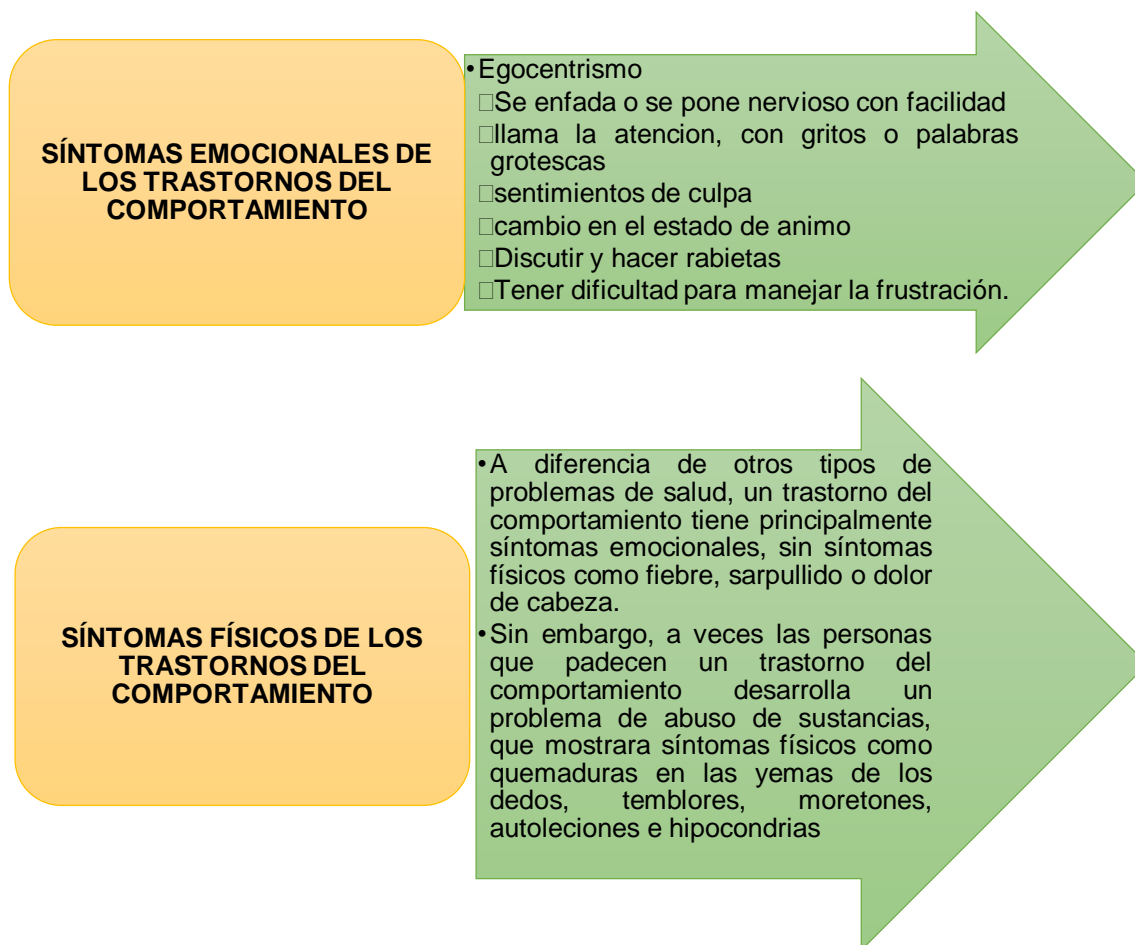 SÍNTOMAS EMOCIONALES DE
LOS TRASTORNOS DEL
COMPORTAMIENTO
•Egocentrismo
□Se enfada o se pone nervioso con facilidad
□llama la atencion, con gritos o palabras
grotescas
□sentimientos de culpa
□cambio en el estado de animo
□Discutir y hacer rabietas
□Tener dificultad para manejar la frustración.
SÍNTOMAS FÍSICOS DE LOS
TRASTORNOS DEL
COMPORTAMIENTO
•A diferencia de otros tipos de
problemas de salud, un trastorno del
comportamiento tiene principalmente
síntomas emocionales, sin síntomas
físicos como fiebre, sarpullido o dolor
de cabeza.
•Sin embargo, a veces las personas
que padecen un trastorno del
comportamiento desarrolla un
problema de abuso de sustancias,
que mostrara síntomas físicos como
quemaduras en las yemas de los
dedos, temblores, moretones,
autoleciones e hipocondrias